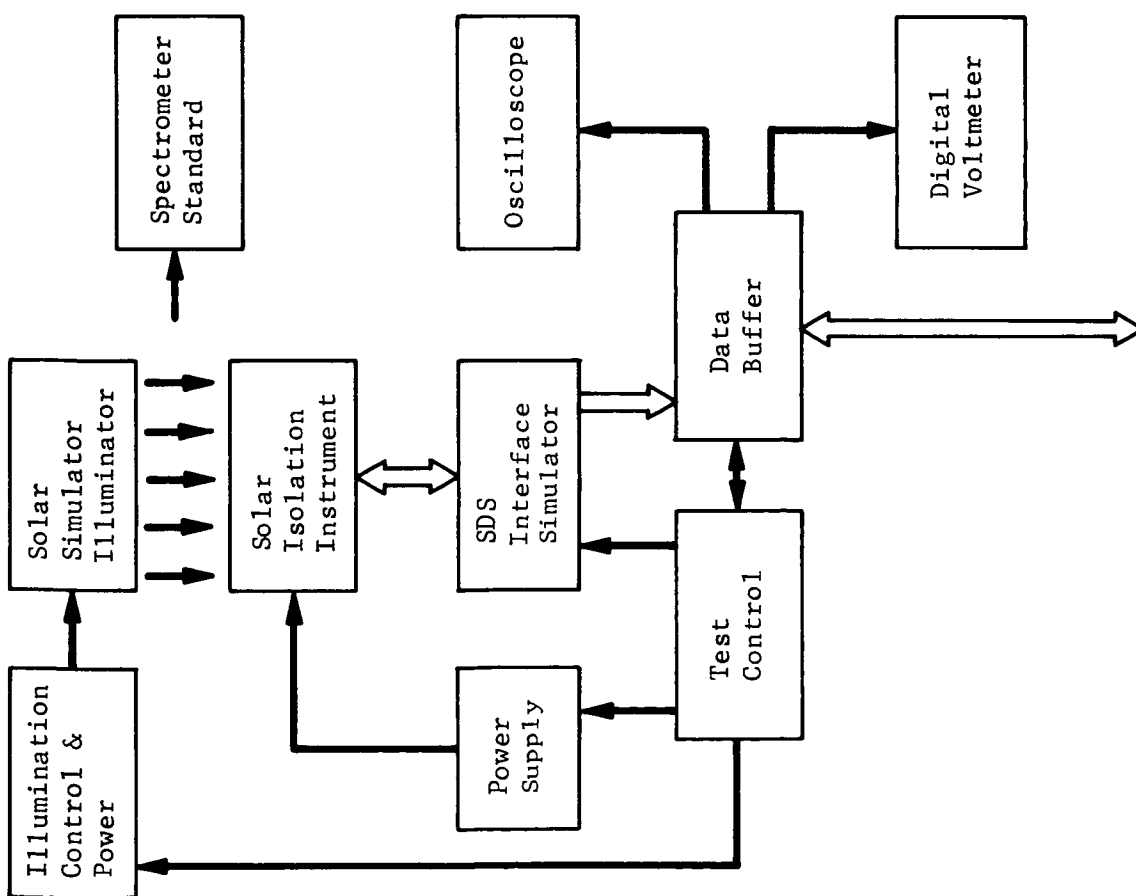 Illumination
Control &
Power
Solar
Simulator
Illuminator
Spectrometer
Standard
Solar
Isolation
Instrument
Power
Supply
SDS
Interface
Simulator
Oscilloscope
Test
Control
Data
Buffer
Digital
Voltmeter